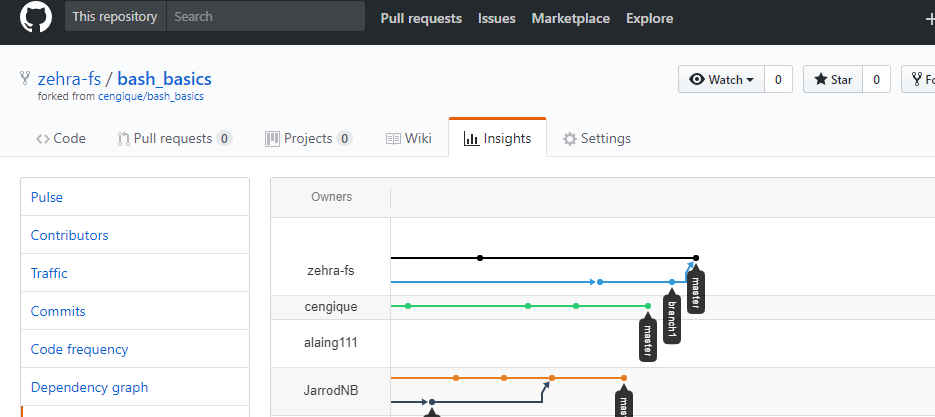 This repository Search Pull requests Issues Marketplace Explore
zehra-fs / bash_basics
forked from cengique/bash_basics
Watch 0 Star 0
Code Pull requests 0 Projects 0 Wiki Insights Settings
Pulse
Contributors
Traffic
Commits
Code frequency
Dependency graph
Owners
zehra-fs
cengique
alaing111
JarrodNB
master
branch1
master